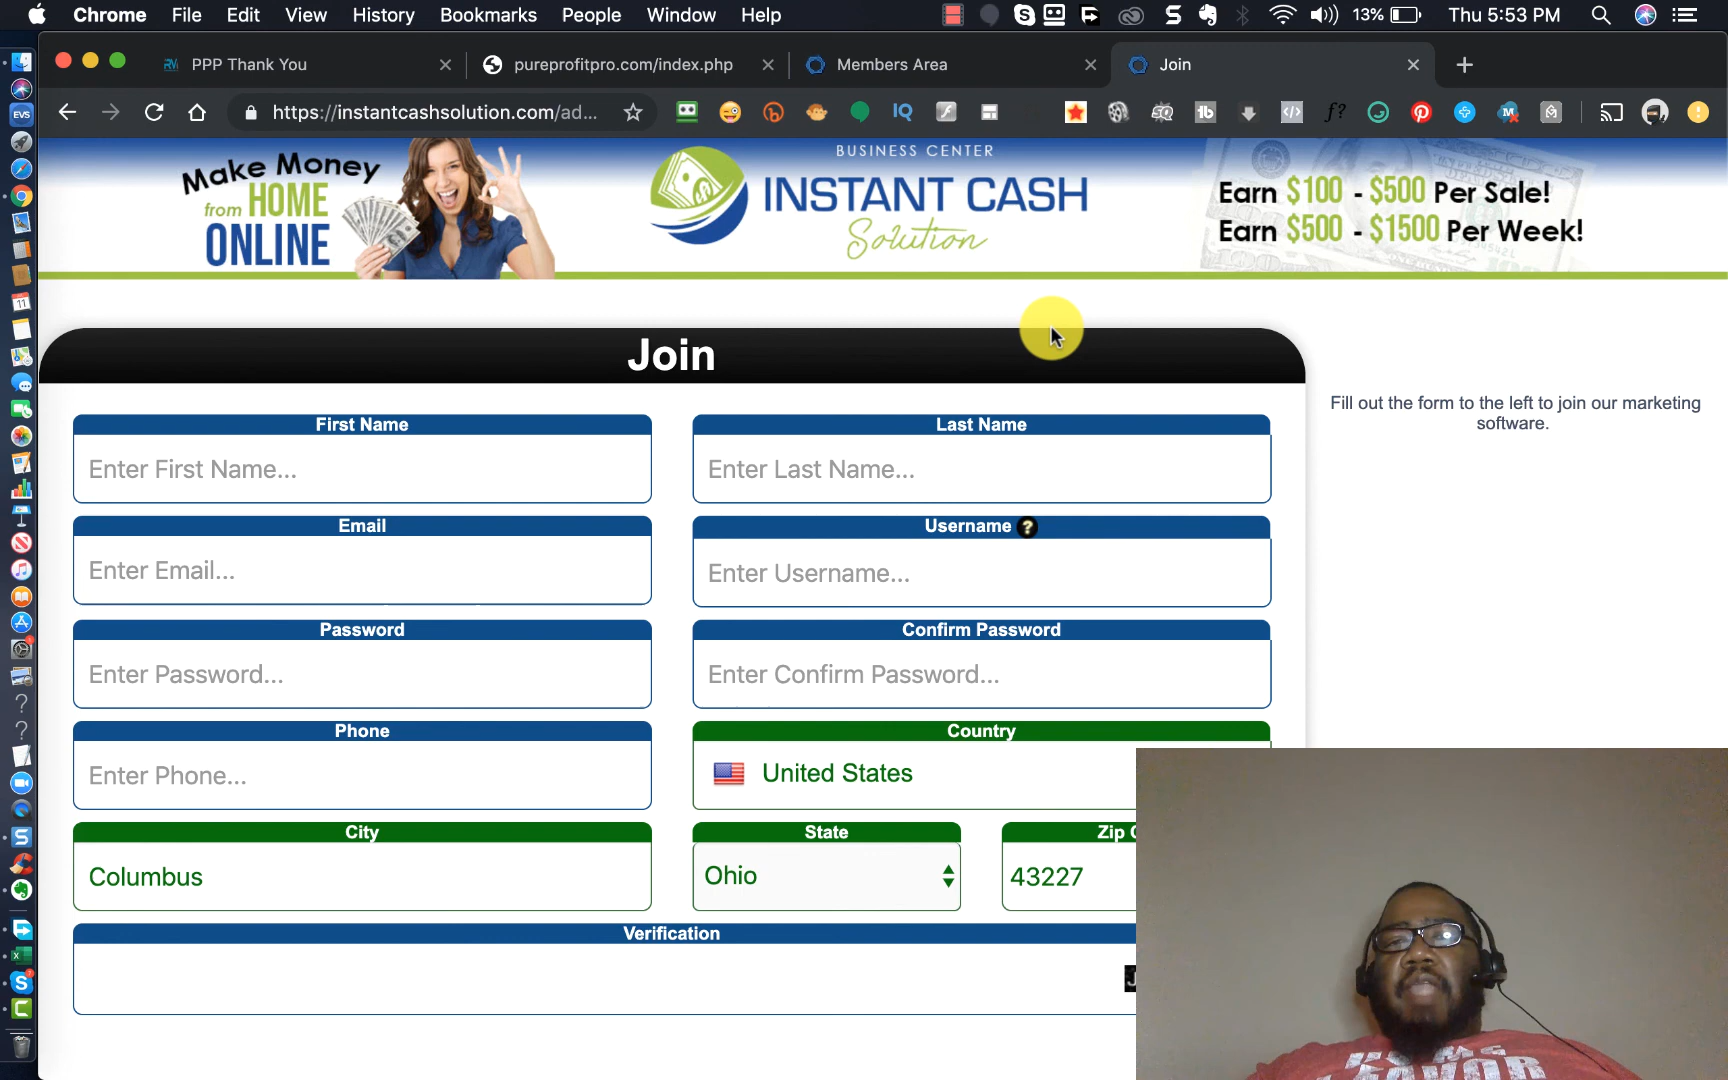 Chrome File Edit View History Bookmarks People Window Help
13% Thu 5:53 PM
PPP Thank You
pureprofitpro.com/index.php
Members Area
Join
https://instantcashsolution.com/ad...
Make Money
from HOME
ONLINE
BUSINESS CENTER
INSTANT CASH
Solution
Earn $100 - $500 Per Sale!
Earn $500 - $1500 Per Week!
Join
Fill out the form to the left to join our marketing
software.
First Name
Enter First Name...
Last Name
Enter Last Name...
Email
Enter Email...
Username ?
Enter Username...
Password
Enter Password...
Confirm Password
Enter Confirm Password...
Phone
Enter Phone...
Country
United States
City
Columbus
State
Ohio
Zip
43227
Verification